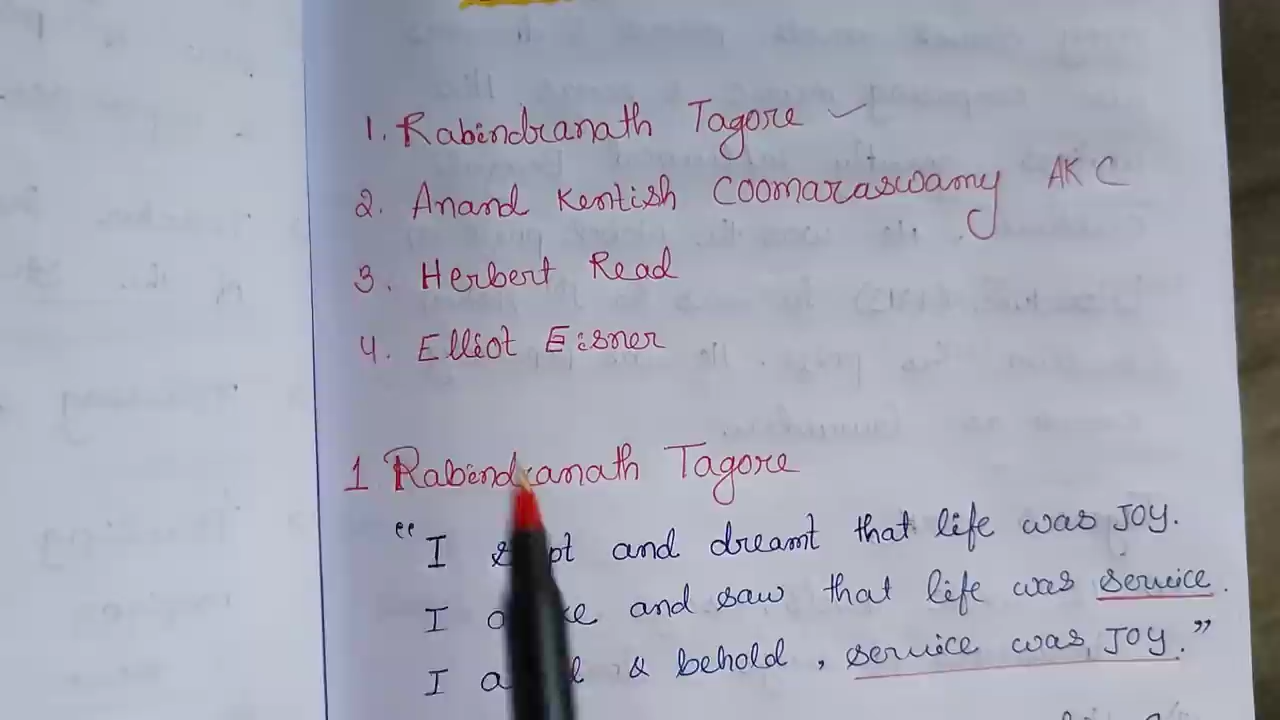 1. Rabindranath Tagore
2. Anand Kentish Coomaraswamy AKC
3. Herbert Read
4. Elliot Eisner
1 Rabindranath Tagore
“I and dreamt that life was JOY.
I and saw that life was service.
I & behold, service was JOY.”